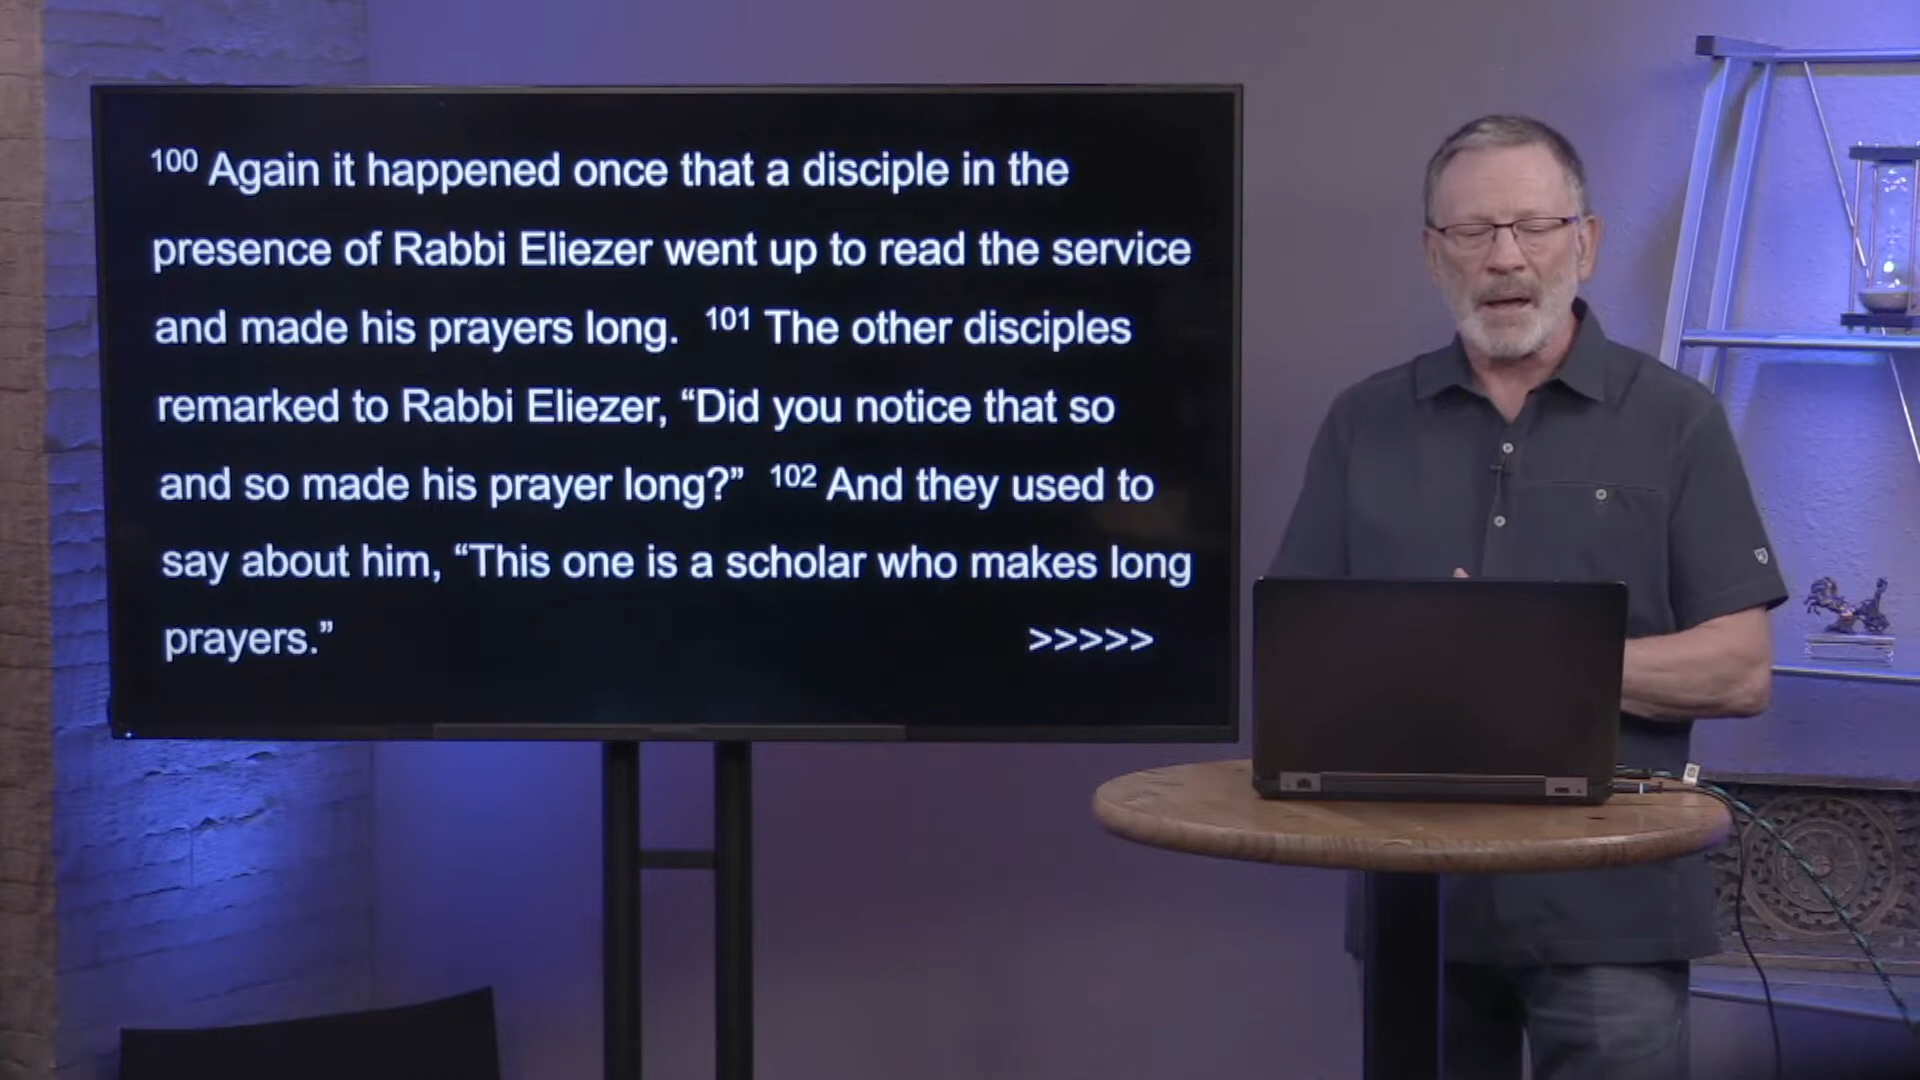 100 Again it happened once that a disciple in the
presence of Rabbi Eliezer went up to read the service
and made his prayers long. 101 The other disciples
remarked to Rabbi Eliezer, “Did you notice that so
and so made his prayer long?” 102 And they used to
say about him, “This one is a scholar who makes long
prayers.” >>>>>